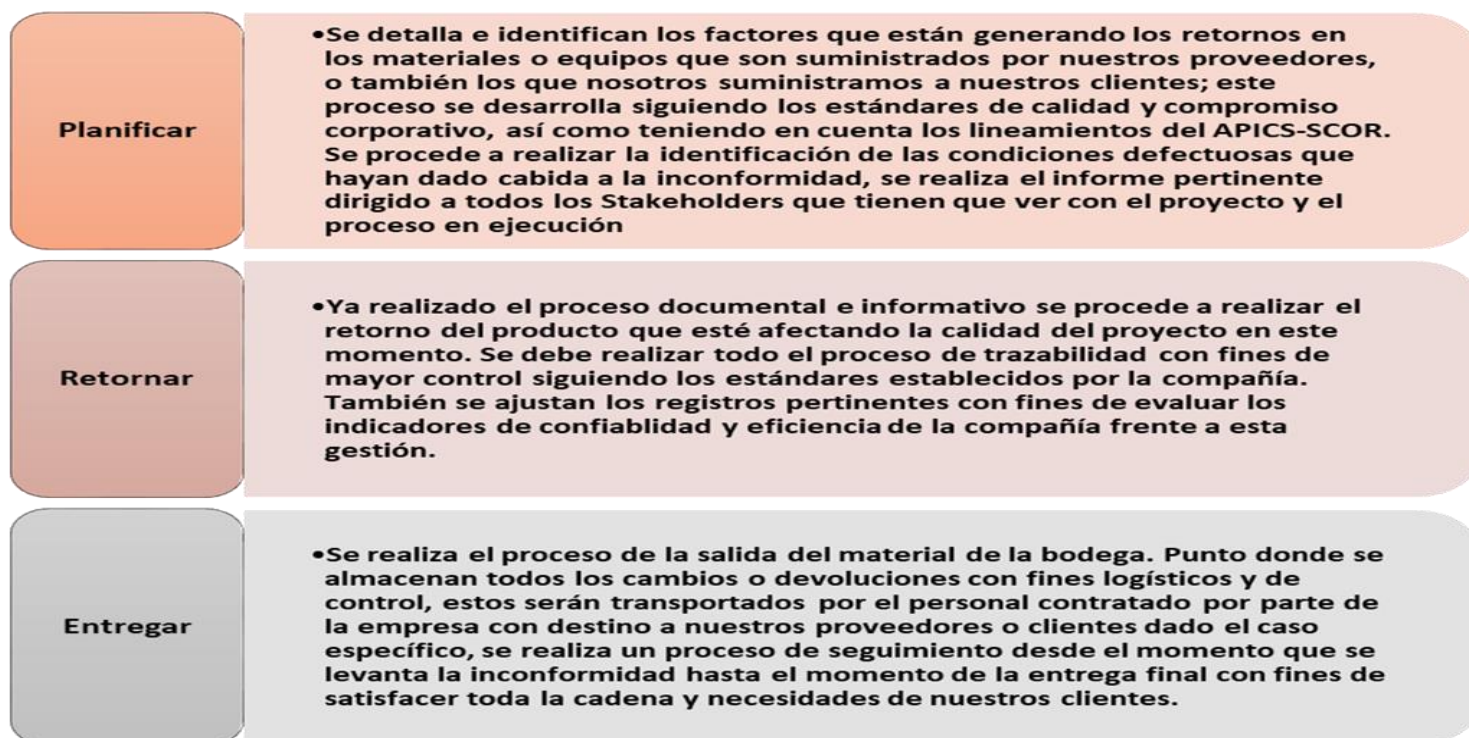 Planificar
•Se detalla e identifican los factores que están generando los retornos en
los materiales o equipos que son suministrados por nuestros proveedores,
o también los que nosotros suministramos a nuestros clientes; este
proceso se desarrolla siguiendo los estándares de calidad y compromiso
corporativo, así como teniendo en cuenta los lineamientos del APICS-SCOR.
Se procede a realizar la identificación de las condiciones defectuosas que
hayan dado cabida a la inconformidad, se realiza el informe pertinente
dirigido a todos los Stakeholders que tienen que ver con el proyecto y el
proceso en ejecución
Retornar
•Ya realizado el proceso documental e informativo se procede a realizar el
retorno del producto que esté afectando la calidad del proyecto en este
momento. Se debe realizar todo el proceso de trazabilidad con fines de
mayor control siguiendo los estándares establecidos por la compañía.
También se ajustan los registros pertinentes con fines de evaluar los
indicadores de confiablidad y eficiencia de la compañía frente a esta
gestión.
Entregar
•Se realiza el proceso de la salida del material de la bodega. Punto donde se
almacenan todos los cambios o devoluciones con fines logísticos y de
control, estos serán transportados por el personal contratado por parte de
la empresa con destino a nuestros proveedores o clientes dado el caso
específico, se realiza un proceso de seguimiento desde el momento que se
levanta la inconformidad hasta el momento de la entrega final con fines de
satisfacer toda la cadena y necesidades de nuestros clientes.